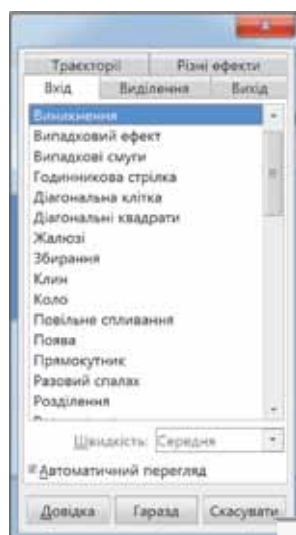 Траєкторії Різні ефекти
Вхід Виділення Вихід
Виникнення
Випадковий ефект
Випадкові смуги
Годинникова стрілка
Діагональна клітка
Діагональні квадрати
Жалюзі
Збирання
Клин
Коло
Повільне спливання
Поява
Прямокутник
Разовий спалах
Розділення
Швидкість: Середня
Автоматичний перегляд
Довідка Гаразд Скасувати